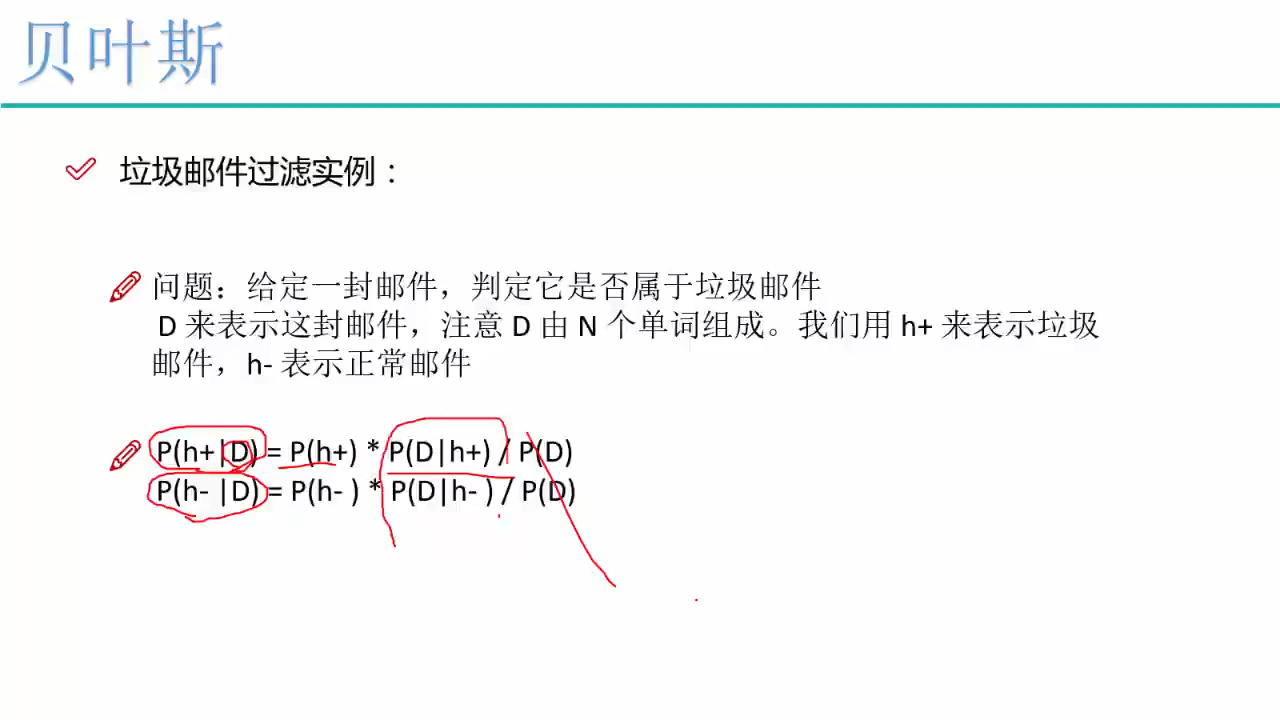 贝叶斯
垃圾邮件过滤实例：
问题：给定一封邮件，判定它是否属于垃圾邮件
D 来表示这封邮件，注意 D 由 N 个单词组成。我们用 h+ 来表示垃圾
邮件，h- 表示正常邮件
P(h+|D) = P(h+) * P(D|h+) / P(D)
P(h- |D) = P(h- ) * P(D|h- ) / P(D)